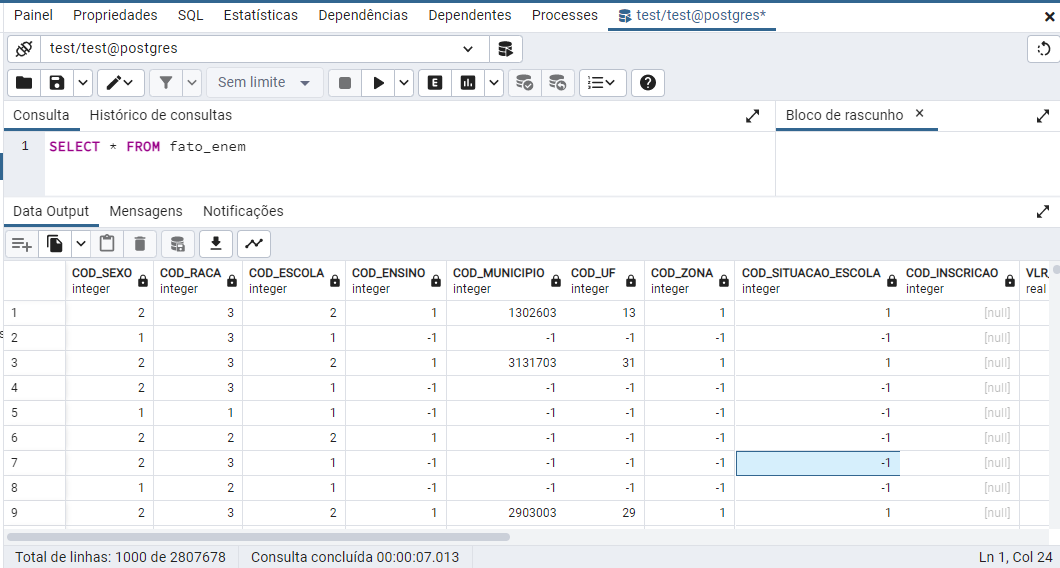 Painel Propriedades SQL Estatísticas Dependências Dependentes Processes test/test@postgres*
test/test@postgres
Sem limite E
Consulta Histórico de consultas Bloco de rascunho
1 SELECT * FROM fato_enem
Data Output Mensagens Notificações
COD_SEXO COD_RACA COD_ESCOLA COD_ENSINO COD_MUNICIPIO COD_UF COD_ZONA COD_SITUACAO_ESCOLA COD_INSCRICAO VLR_
integer integer integer integer integer integer integer integer integer real
1 2 3 2 1 1302603 13 1 1 [null]
2 1 3 1 -1 -1 -1 -1 -1 [null]
3 2 3 2 1 3131703 31 1 1 [null]
4 2 3 1 -1 -1 -1 -1 -1 [null]
5 1 1 1 -1 -1 -1 -1 -1 [null]
6 2 2 2 1 -1 -1 -1 -1 [null]
7 2 3 1 -1 -1 -1 -1 -1 [null]
8 1 2 1 -1 -1 -1 -1 -1 [null]
9 2 3 2 1 2903003 29 1 1 [null]
Total de linhas: 1000 de 2807678 Consulta concluída 00:00:07.013 Ln 1, Col 24